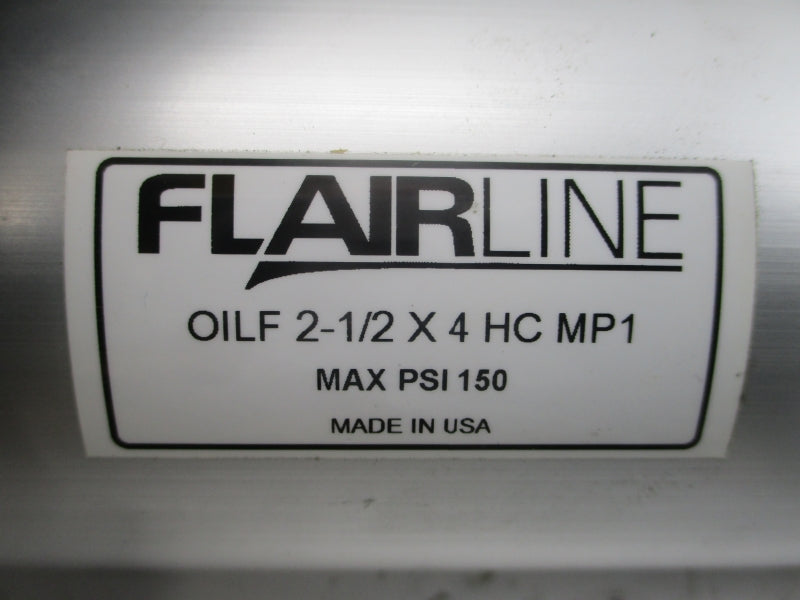 FLAIRLINE
OILF 2-1/2 X 4 HC MP1
MAX PSI 150
MADE IN USA